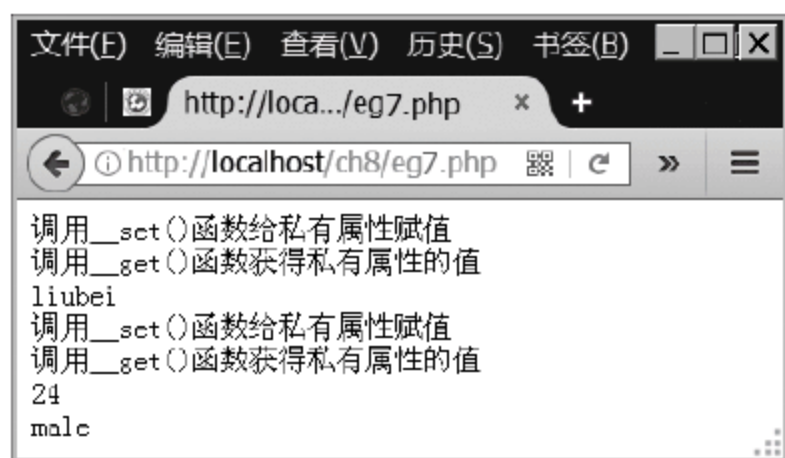 文件(F) 编辑(E) 查看(V) 历史(S) 书签(B)
http://loca.../eg7.php × +
http://localhost/ch8/eg7.php
调用__set()函数给私有属性赋值
调用__get()函数获得私有属性的值
liubei
调用__set()函数给私有属性赋值
调用__get()函数获得私有属性的值
24
male